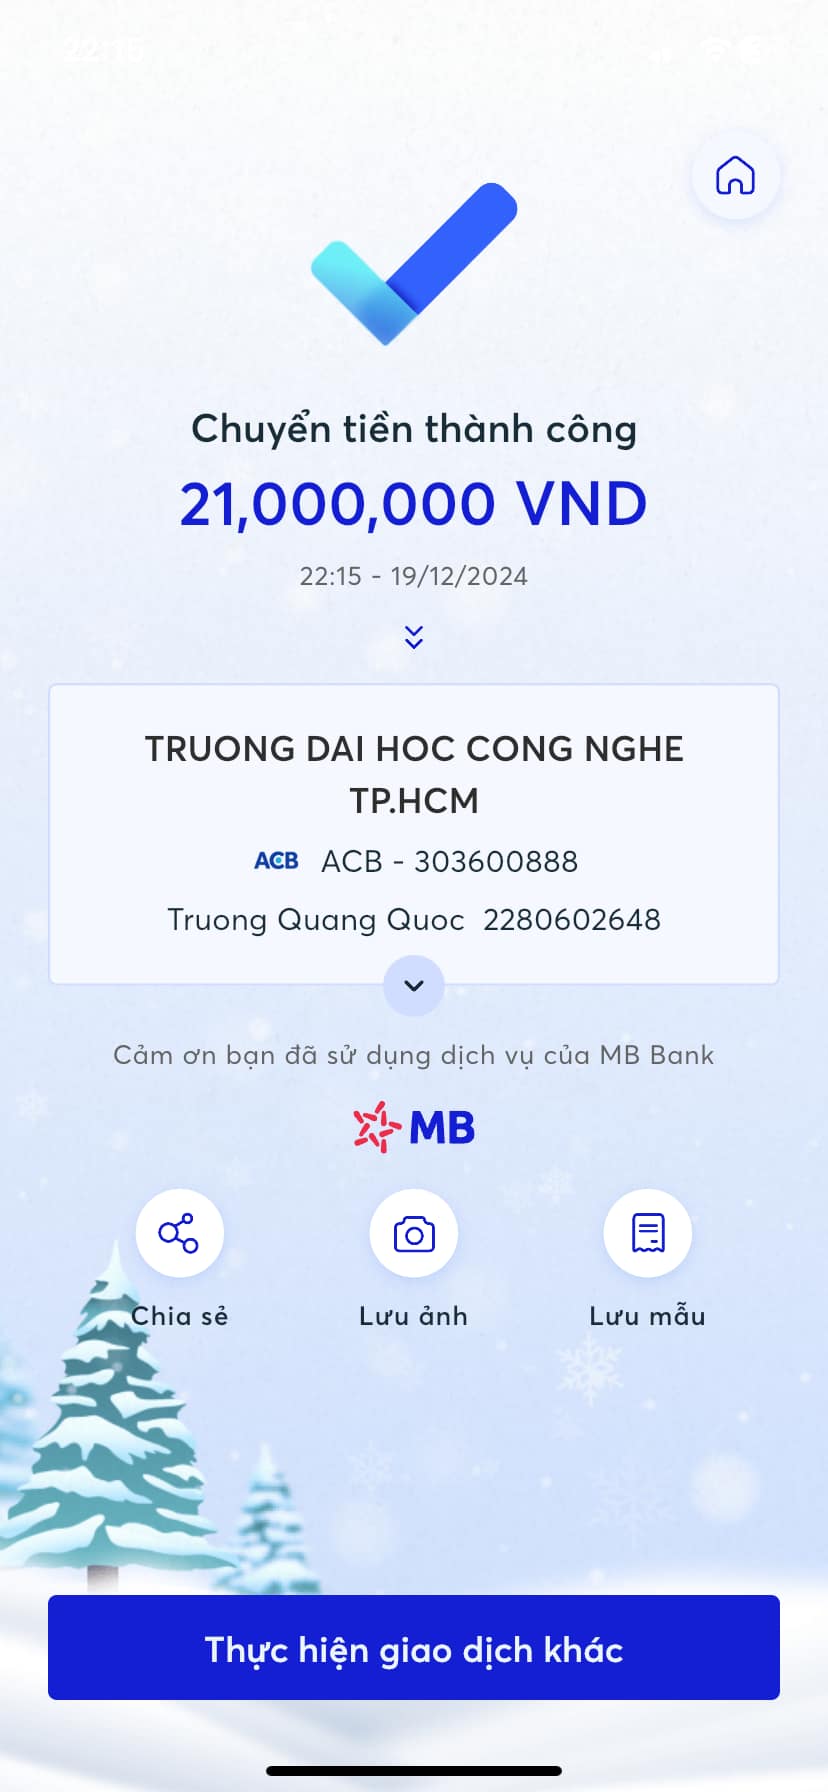 22:15
Chuyển tiền thành công
21,000,000 VND
22:15 - 19/12/2024
TRUONG DAI HOC CONG NGHE
TP.HCM
ACB ACB - 303600888
Truong Quang Quoc 2280602648
Cảm ơn bạn đã sử dụng dịch vụ của MB Bank
MB
Chia sẻ Lưu ảnh Lưu mẫu
Thực hiện giao dịch khác